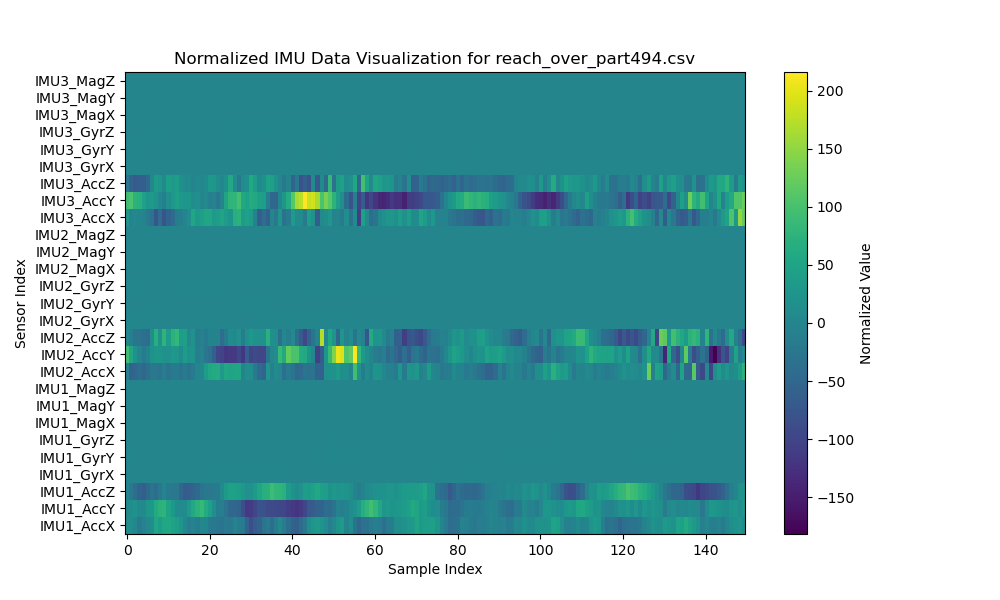 Normalized IMU Data Visualization for reach_over_part494.csv
IMU3_MagZ
IMU3_MagY
IMU3_MagX
IMU3_GyrZ
IMU3_GyrY
IMU3_GyrX
IMU3_AccZ
IMU3_AccY
IMU3_AccX
IMU2_MagZ
IMU2_MagY
IMU2_MagX
IMU2_GyrZ
IMU2_GyrY
IMU2_GyrX
IMU2_AccZ
IMU2_AccY
IMU2_AccX
IMU1_MagZ
IMU1_MagY
IMU1_MagX
IMU1_GyrZ
IMU1_GyrY
IMU1_GyrX
IMU1_AccZ
IMU1_AccY
IMU1_AccX
Sensor Index
0 20 40 60 80 100 120 140
Sample Index
200
150
100
50
0
−50
−100
−150
Normalized Value